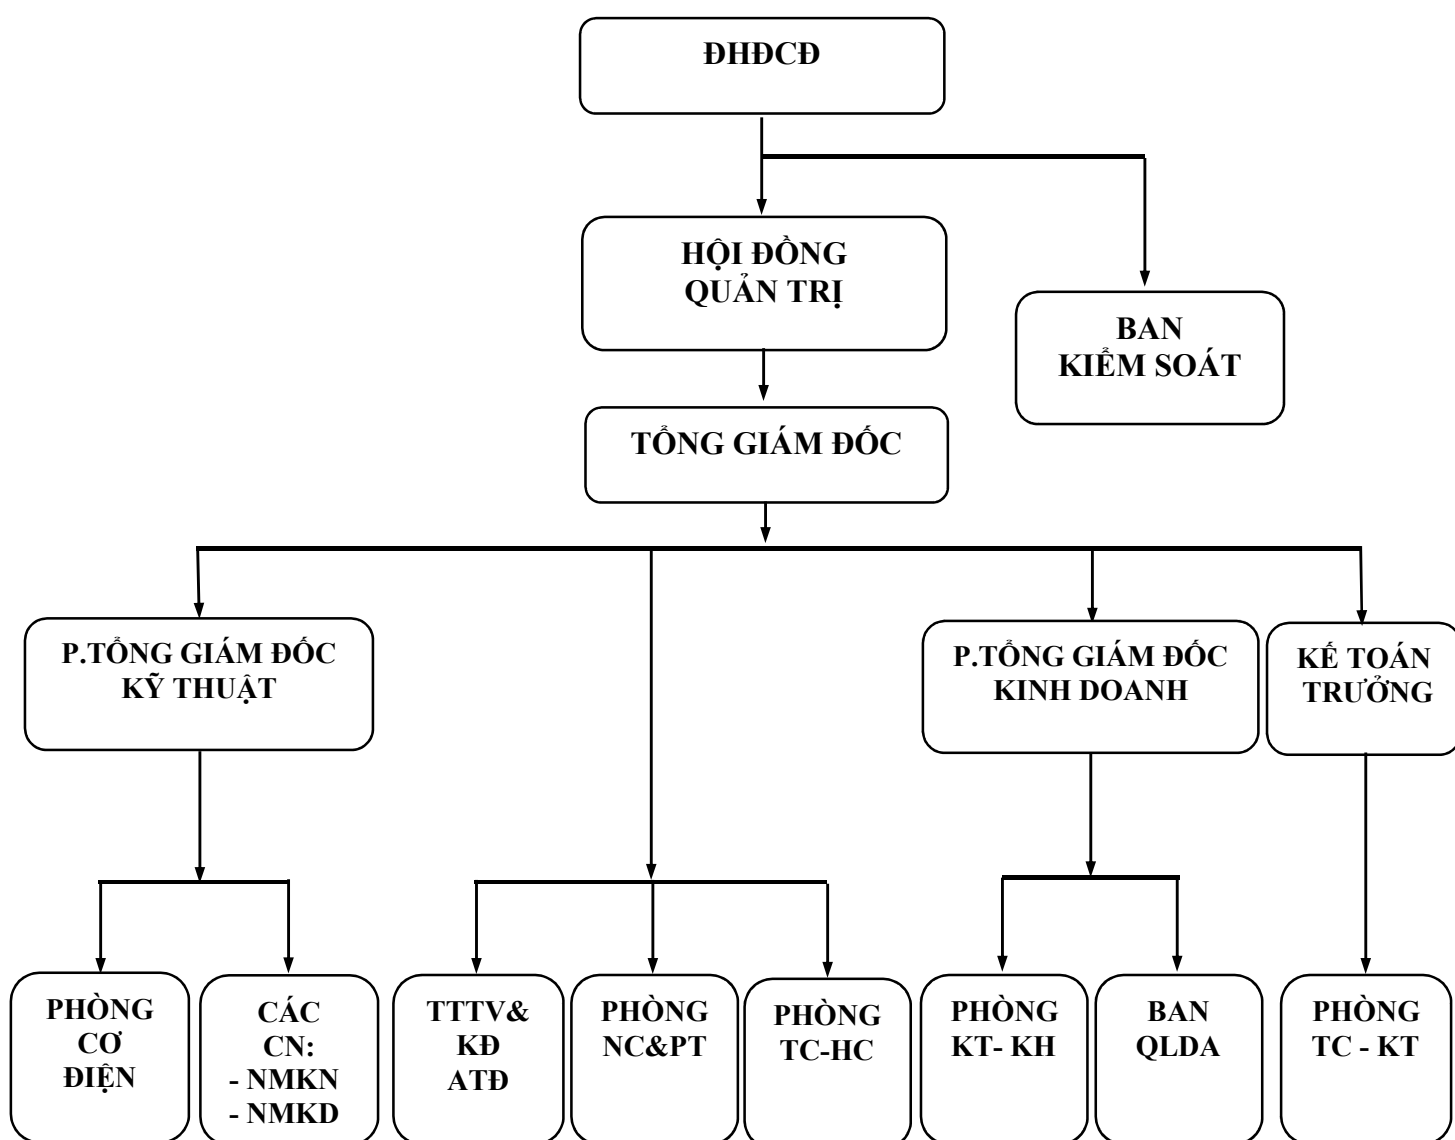 ĐHĐCĐ
HỘI ĐỒNG
QUẢN TRỊ
BAN
KIỂM SOÁT
TỔNG GIÁM ĐỐC
P.TỔNG GIÁM ĐỐC
KỸ THUẬT
P.TỔNG GIÁM ĐỐC
KINH DOANH
KẾ TOÁN
TRƯỞNG
PHÒNG
CƠ
ĐIỆN
CÁC
CN:
- NMKN
- NMKD
TTTV&
KĐ
ATĐ
PHÒNG
NC&PT
PHÒNG
TC-HC
PHÒNG
KT- KH
BAN
QLDA
PHÒNG
TC - KT